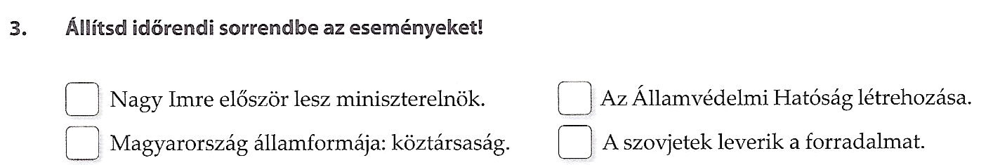 3. Állítsd időrendi sorrendbe az eseményeket!
Nagy Imre először lesz miniszterelnök.
Az Államvédelmi Hatóság létrehozása.
Magyarország államformája: köztársaság.
A szovjetek leverik a forradalmat.